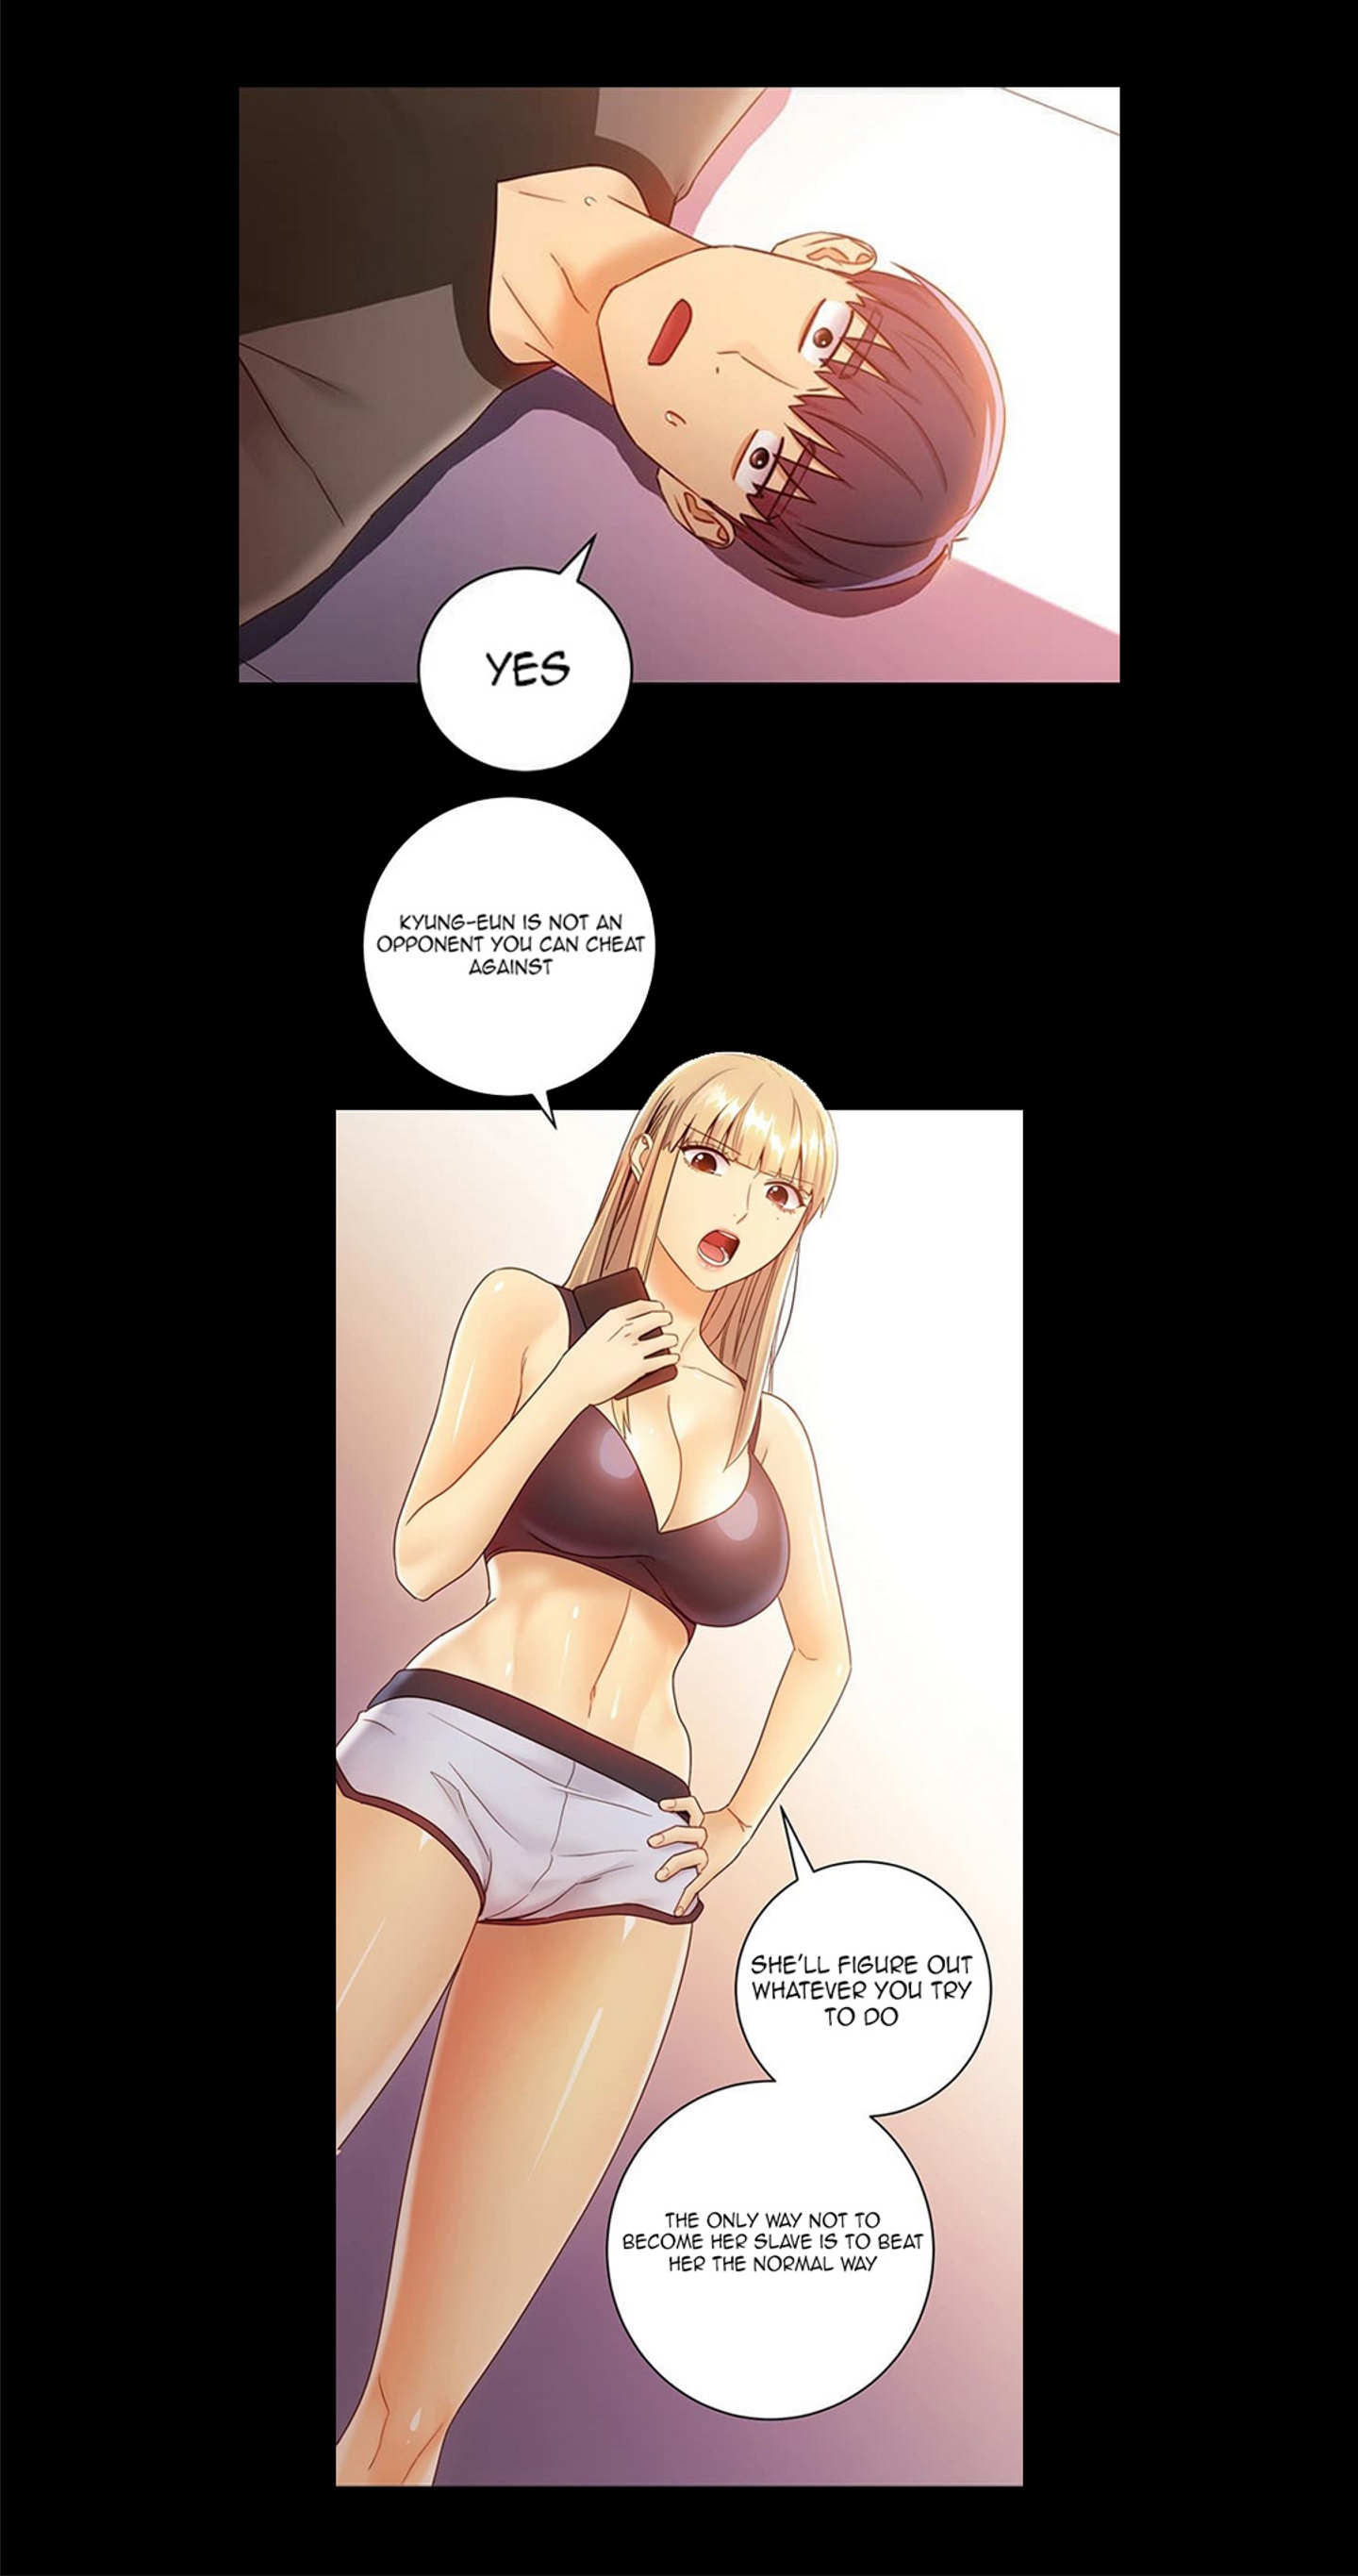 YES
KYUNG-EUN IS NOT AN
OPPONENT YOU CAN CHEAT
AGAINST
SHE'LL FIGURE OUT
WHATEVER YOU TRY
TO DO
THE ONLY WAY NOT TO
BECOME HER SLAVE IS TO BEAT
HER THE NORMAL WAY